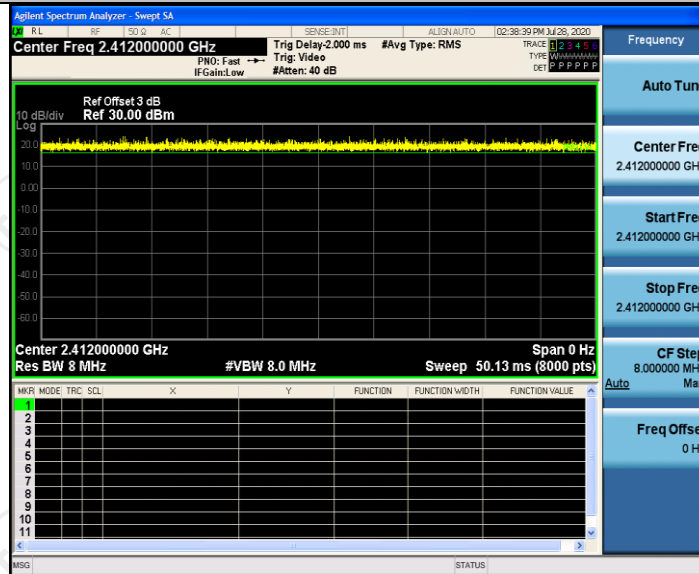 Agilent Spectrum Analyzer - Swept SA
RL RF 50 Ω AC SENSE:INT ALIGN AUTO 02:38:39 PM Jul 28, 2020
Center Freq 2.412000000 GHz
PNO: Fast
IFGain:Low
Trig Delay-2.000 ms #Avg Type: RMS
Trig: Video
#Atten: 40 dB
TRACE 1 2 3 4 5 6
TYPE WWWWWW
DET P P P P P P
Frequency
Auto Tun
Center Fre
2.412000000 GH
Start Fre
2.412000000 GH
Stop Fre
2.412000000 GH
CF Step
8.000000 MH
Auto Ma
Freq Offse
0 H
Ref Offset 3 dB
10 dB/div Ref 30.00 dBm
Log
20.0
10.0
0.00
-10.0
-20.0
-30.0
-40.0
-50.0
-60.0
Center 2.412000000 GHz Span 0 Hz
Res BW 8 MHz #VBW 8.0 MHz Sweep 50.13 ms (8000 pts)
MKR MODE TRC SCL X Y FUNCTION FUNCTION WIDTH FUNCTION VALUE
1
2
3
4
5
6
7
8
9
10
11
MSG STATUS